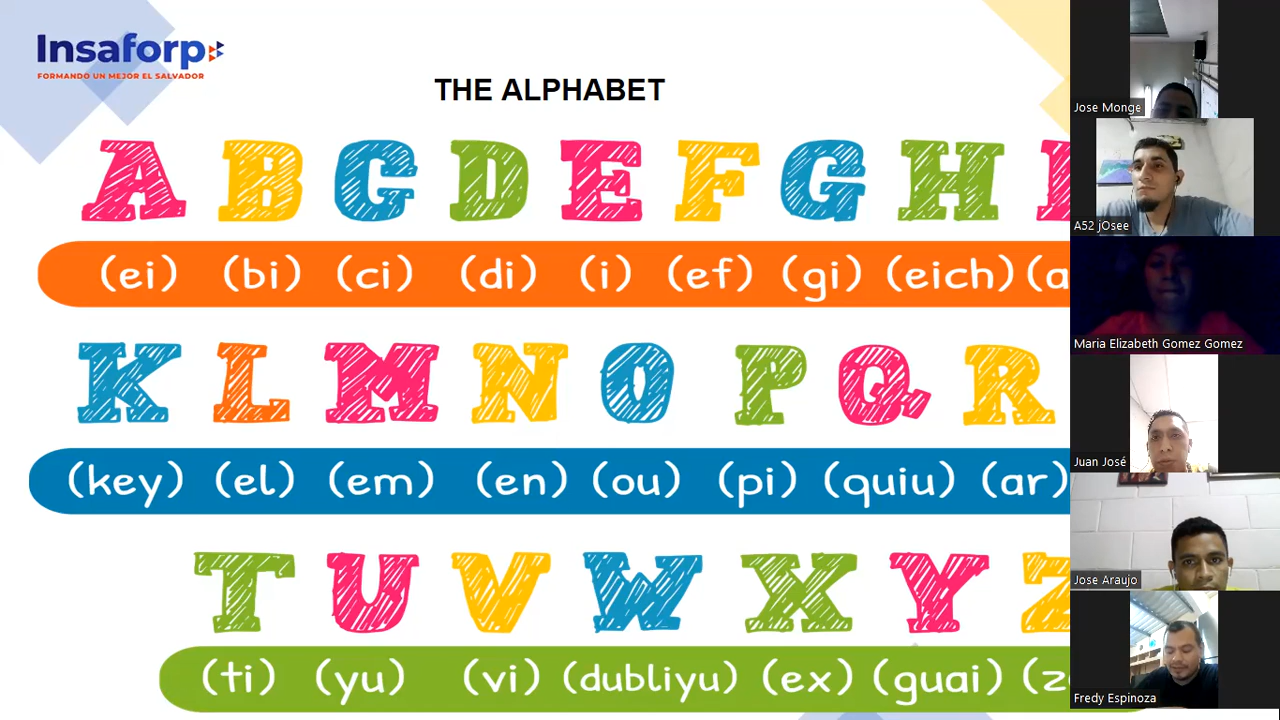 Insaforp
FORMANDO UN MEJOR EL SALVADOR
THE ALPHABET
A B C D E F G H I
(ei) (bi) (ci) (di) (i) (ef) (gi) (eich) (a
K L M N O P Q R
(key) (el) (em) (en) (ou) (pi) (quiu) (ar)
T U V W X Y Z
(ti) (yu) (vi) (dubliyu) (ex) (guai) (z
Jose Monge
A52 jOsee
Maria Elizabeth Gomez Gomez
Juan José
Jose Araujo
Fredy Espinoza